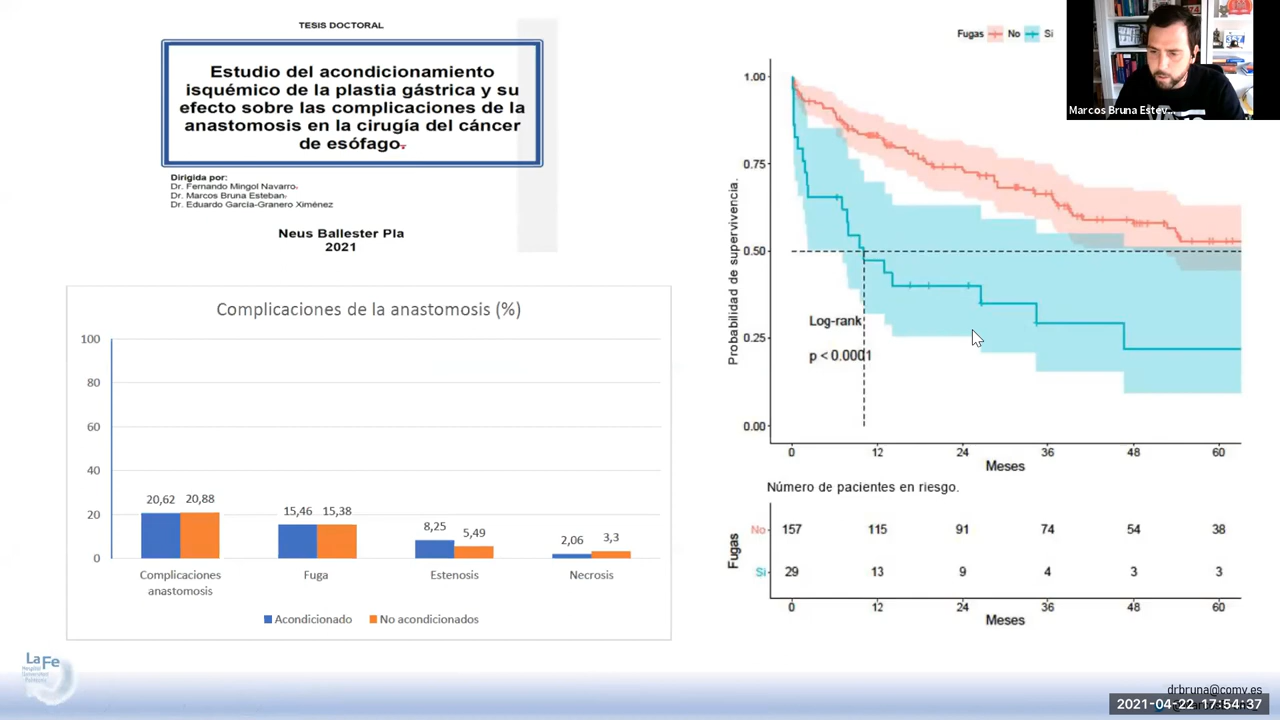 TESIS DOCTORAL
Estudio del acondicionamiento
isquémico de la plastia gástrica y su
efecto sobre las complicaciones de la
anastomosis en la cirugía del cáncer
de esófago.
Dirigida por:
Dr. Fernando Mingol Navarro.
Dr. Marcos Bruna Esteban.
Dr. Eduardo García-Granero Ximénez
Neus Ballester Pla
2021
Complicaciones de la anastomosis (%)
100
80
60
40
20
0
20,62 20,88
15,46 15,38
8,25 5,49
2,06 3,3
Complicaciones
anastomosis
Fuga
Estenosis
Necrosis
Acondicionado
No acondicionados
Fugas No Si
Marcos Bruna Estev...
1.00
0.75
0.50
0.25
0.00
Probabilidad de supervivencia.
Log-rank
p < 0.0001
0 12 24 36 48 60
Meses
Número de pacientes en riesgo.
Fugas
No 157 115 91 74 54 38
Si 29 13 9 4 3 3
0 12 24 36 48 60
Meses
La Fe
Hospital
Universitari
drbruna@comv.es
2021-04-22 17:54:37